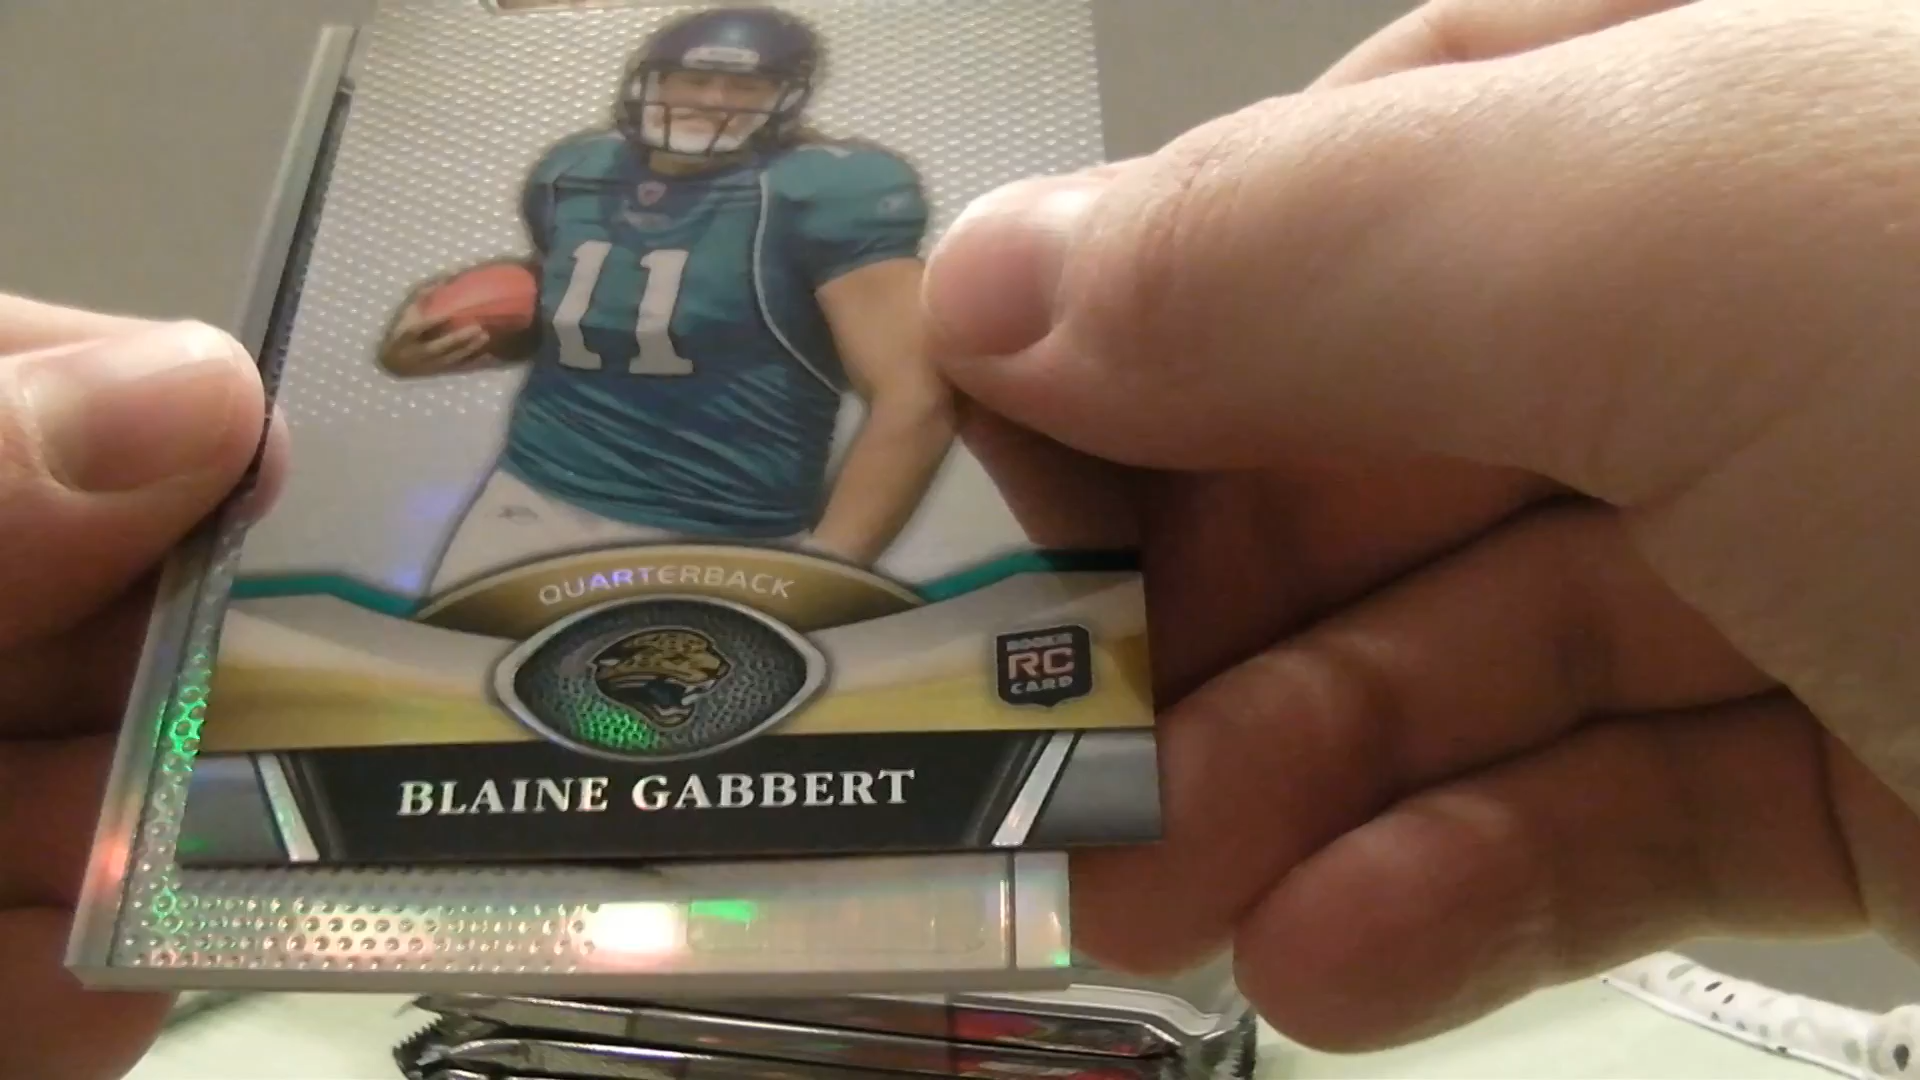 11
QUARTERBACK
ROOKIE
RC
CARD
BLAINE GABBERT